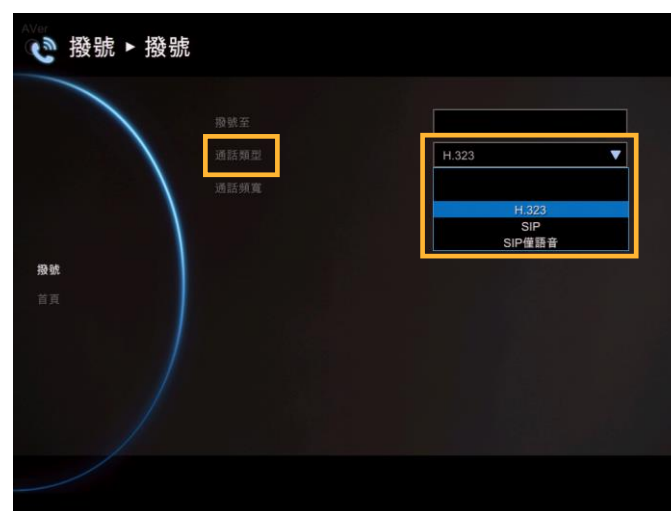 AVer
撥號 ► 撥號
撥號至
通話類型
H.323
通話頻寬
H.323
SIP
SIP僅語音
撥號
首頁